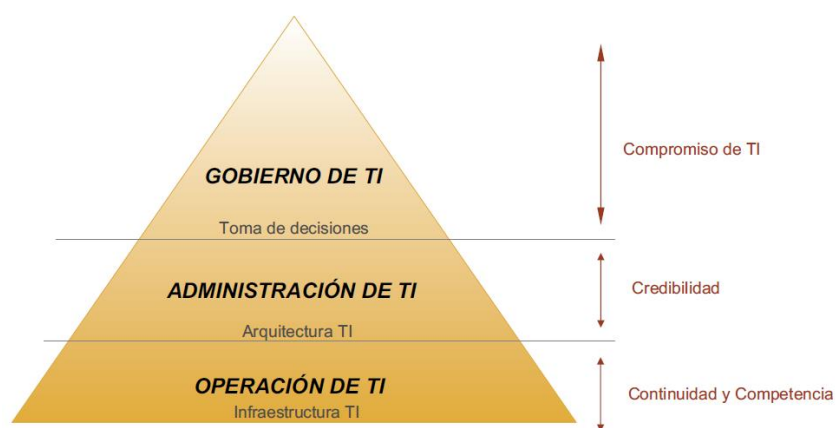 Compromiso de TI
GOBIERNO DE TI
Toma de decisiones
ADMINISTRACIÓN DE TI
Credibilidad
Arquitectura TI
OPERACIÓN DE TI
Continuidad y Competencia
Infraestructura TI